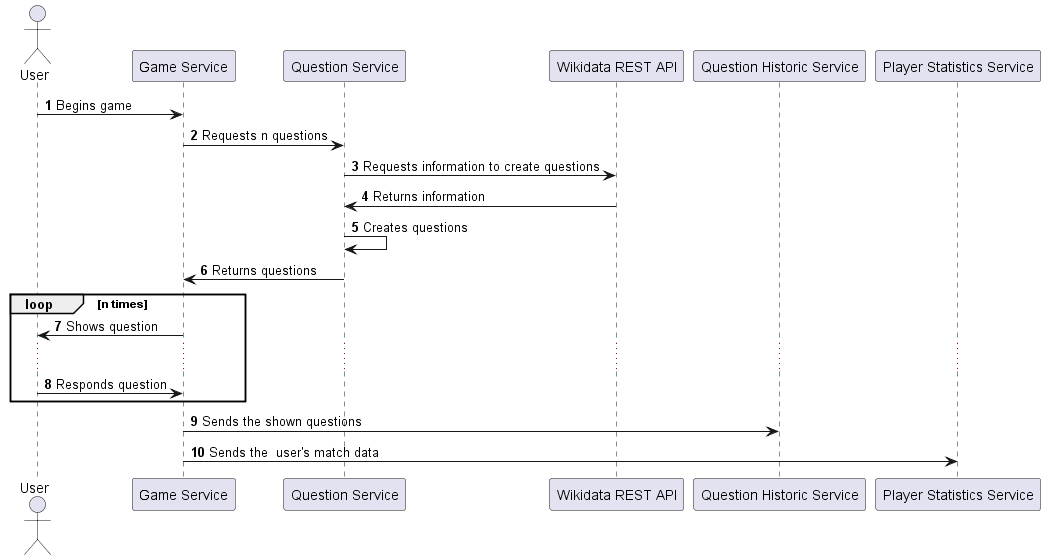 User
Game Service
Question Service
Wikidata REST API
Question Historic Service
Player Statistics Service
1 Begins game
2 Requests n questions
3 Requests information to create questions
4 Returns information
5 Creates questions
6 Returns questions
loop [n times]
7 Shows question
8 Responds question
9 Sends the shown questions
10 Sends the  user's match data
User
Game Service
Question Service
Wikidata REST API
Question Historic Service
Player Statistics Service